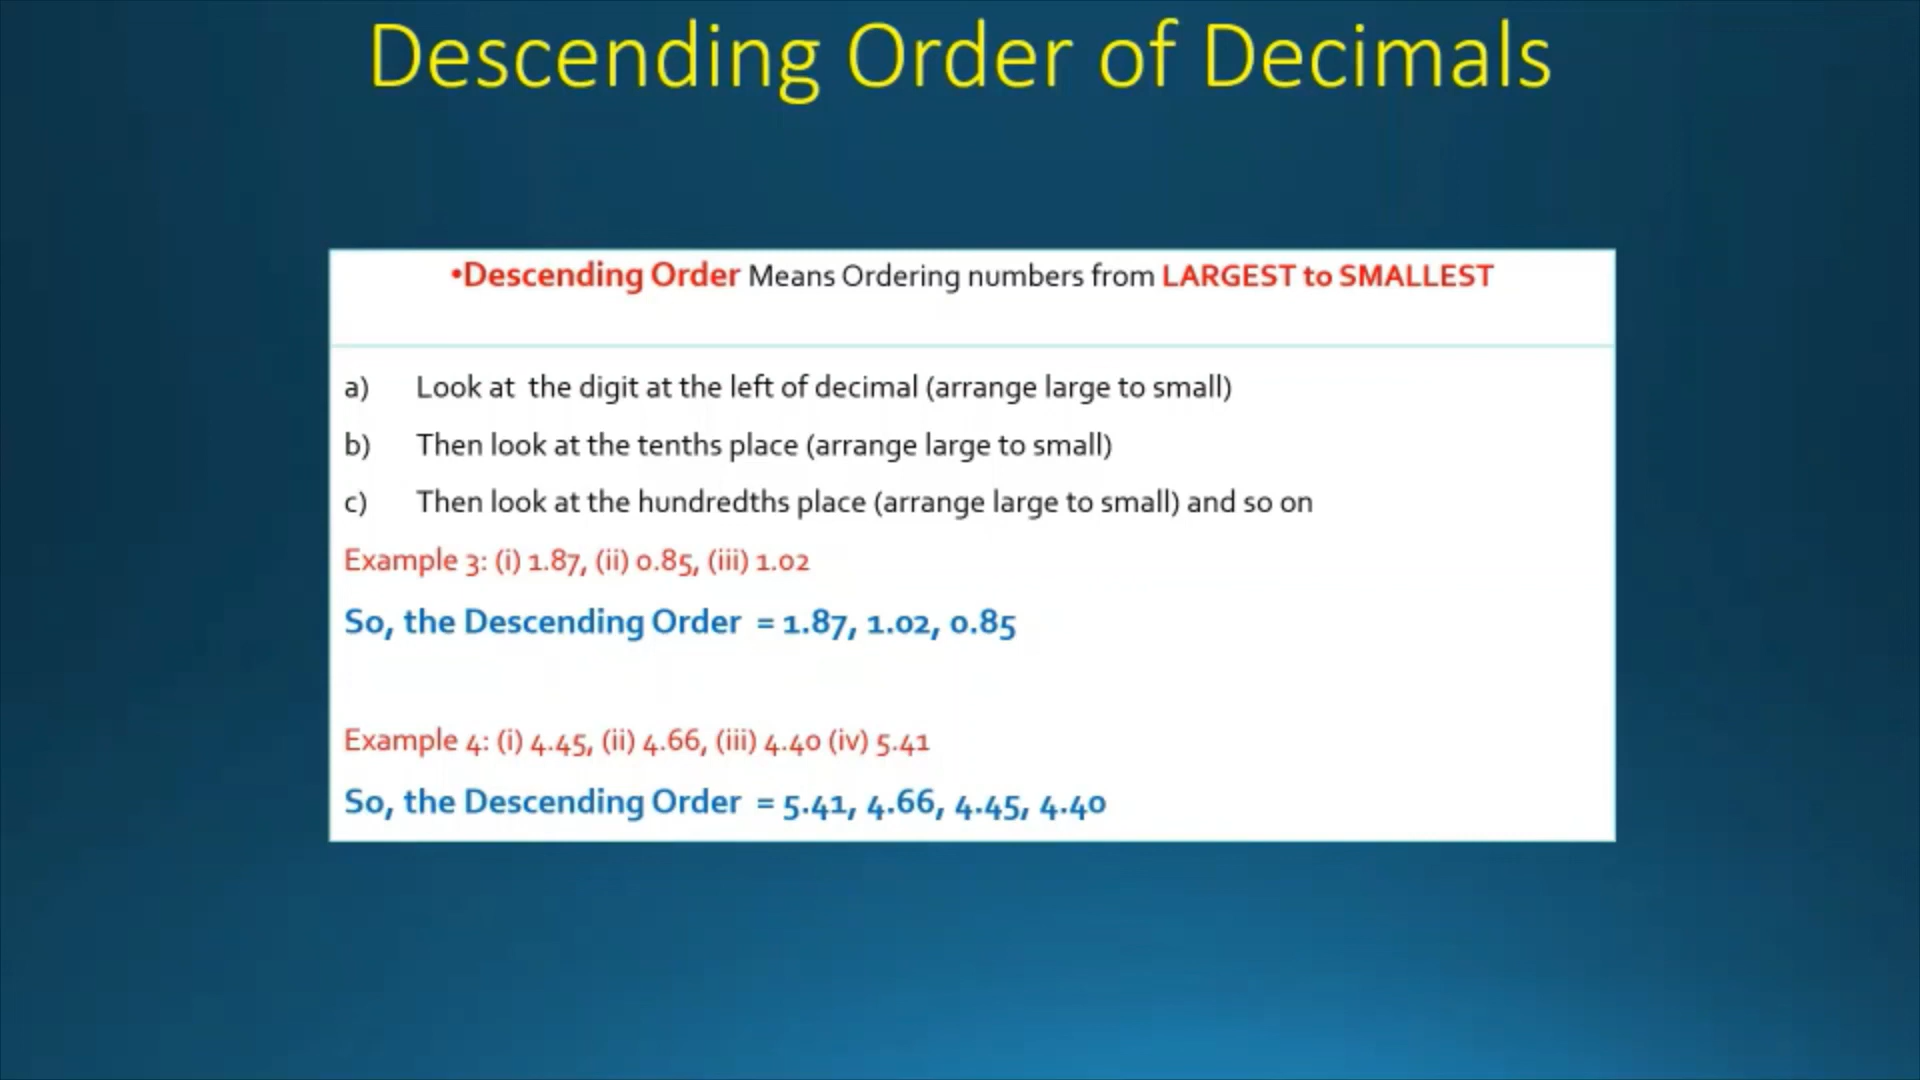 Descending Order of Decimals
•Descending Order Means Ordering numbers from LARGEST to SMALLEST
a) Look at the digit at the left of decimal (arrange large to small)
b) Then look at the tenths place (arrange large to small)
c) Then look at the hundredths place (arrange large to small) and so on
Example 3: (i) 1.87, (ii) 0.85, (iii) 1.02
So, the Descending Order = 1.87, 1.02, 0.85
Example 4: (i) 4.45, (ii) 4.66, (iii) 4.40 (iv) 5.41
So, the Descending Order = 5.41, 4.66, 4.45, 4.40